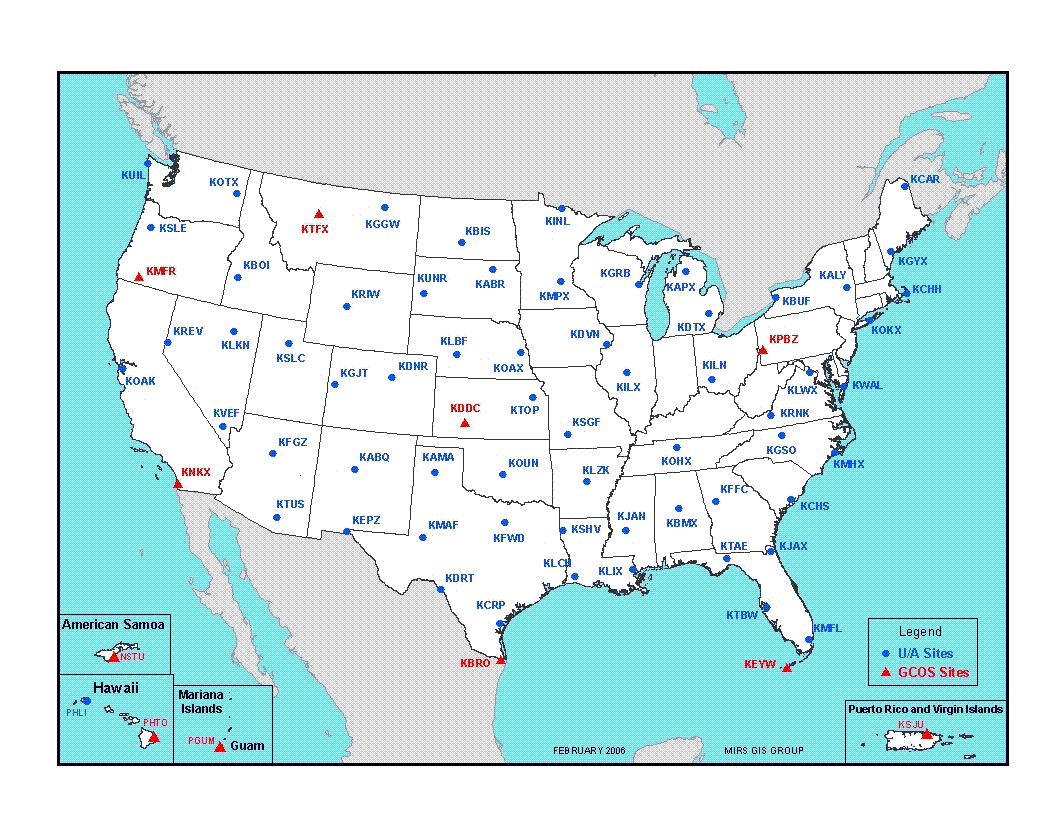 KUIL
KOTX
KTFX
KGGW
KCAR
KSLE
KBIS
KINL
KMFR
KBOI
KUNR
KABR
KGRB
KAPX
KALY
KGYX
KRIW
KMPX
KBUF
KCHH
KREV
KLKN
KSLC
KLBF
KDVN
KDTX
KPBZ
KOKX
KOAK
KGJT
KDNR
KOAX
KILX
KILN
KLWX
KWAL
KVEF
KDDC
KTOP
KSGF
KRNK
KFGZ
KABQ
KAMA
KOUN
KLZK
KOHX
KGSO
KMHX
KNKX
KTUS
KEPZ
KMAF
KFWD
KSHV
KJAN
KBMX
KFFC
KCHS
KDRT
KLCH
KLIX
KTAE
KJAX
KCRP
KTBW
KMFL
KBRO
KEYW
American Samoa
NSTU
Hawaii
PHLI
PHTO
Mariana
Islands
PGUM
Guam
Legend
U/A Sites
GCOS Sites
Puerto Rico and Virgin Islands
KSJU
FEBRUARY 2006
MIRS GIS GROUP